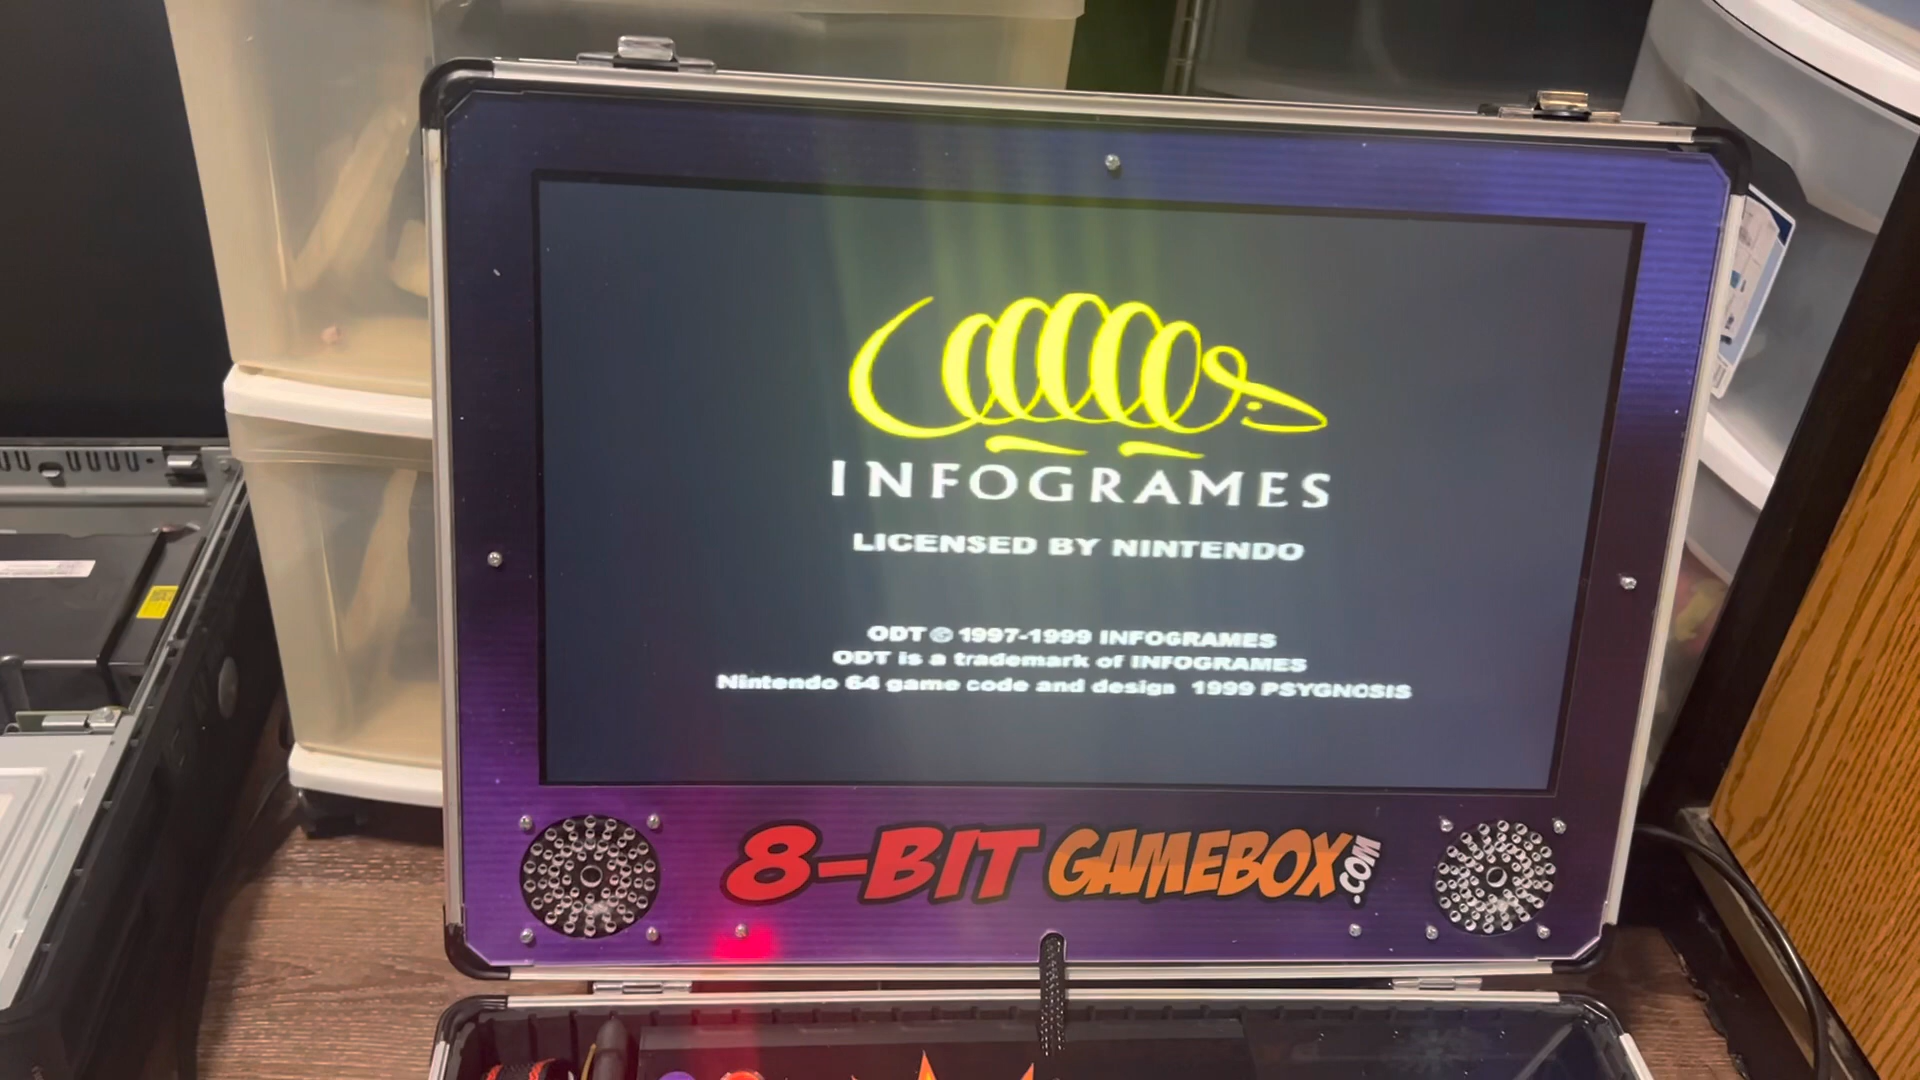 INFOGRAMES
LICENSED BY NINTENDO
ODT © 1997-1999 INFOGRAMES
ODT is a trademark of INFOGRAMES
Nintendo 64 game code and design 1999 PSYGNOSIS
8-BIT GAMEBOX.COM